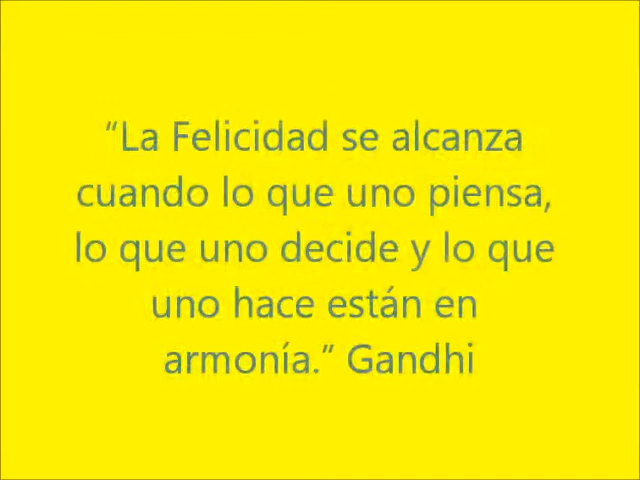 “La Felicidad se alcanza
cuando lo que uno piensa,
lo que uno decide y lo que
uno hace están en
armonía.” Gandhi